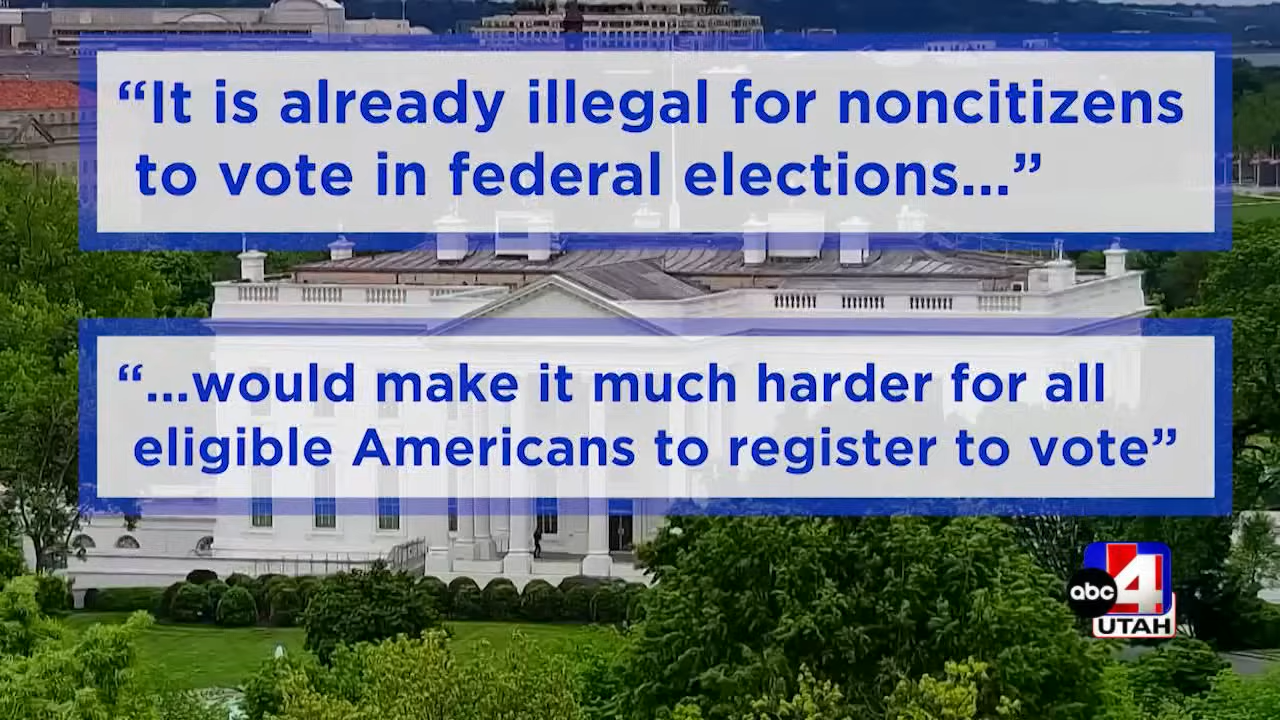 “It is already illegal for noncitizens
to vote in federal elections...”
“...would make it much harder for all
eligible Americans to register to vote”
abc 4
UTAH